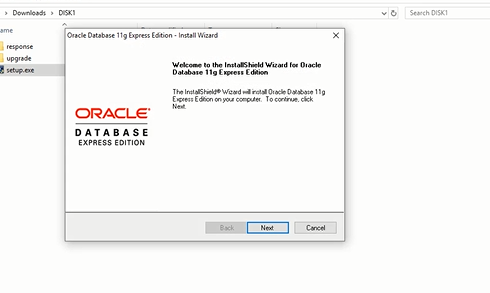 Downloads > DISK1
Search DISK1
ame
response
upgrade
setup.exe
Oracle Database 11g Express Edition - Install Wizard
Welcome to the InstallShield Wizard for Oracle
Database 11g Express Edition
The InstallShield® Wizard will install Oracle Database 11g
Express Edition on your computer. To continue, click
Next.
ORACLE®
DATABASE
EXPRESS EDITION
Back
Next
Cancel